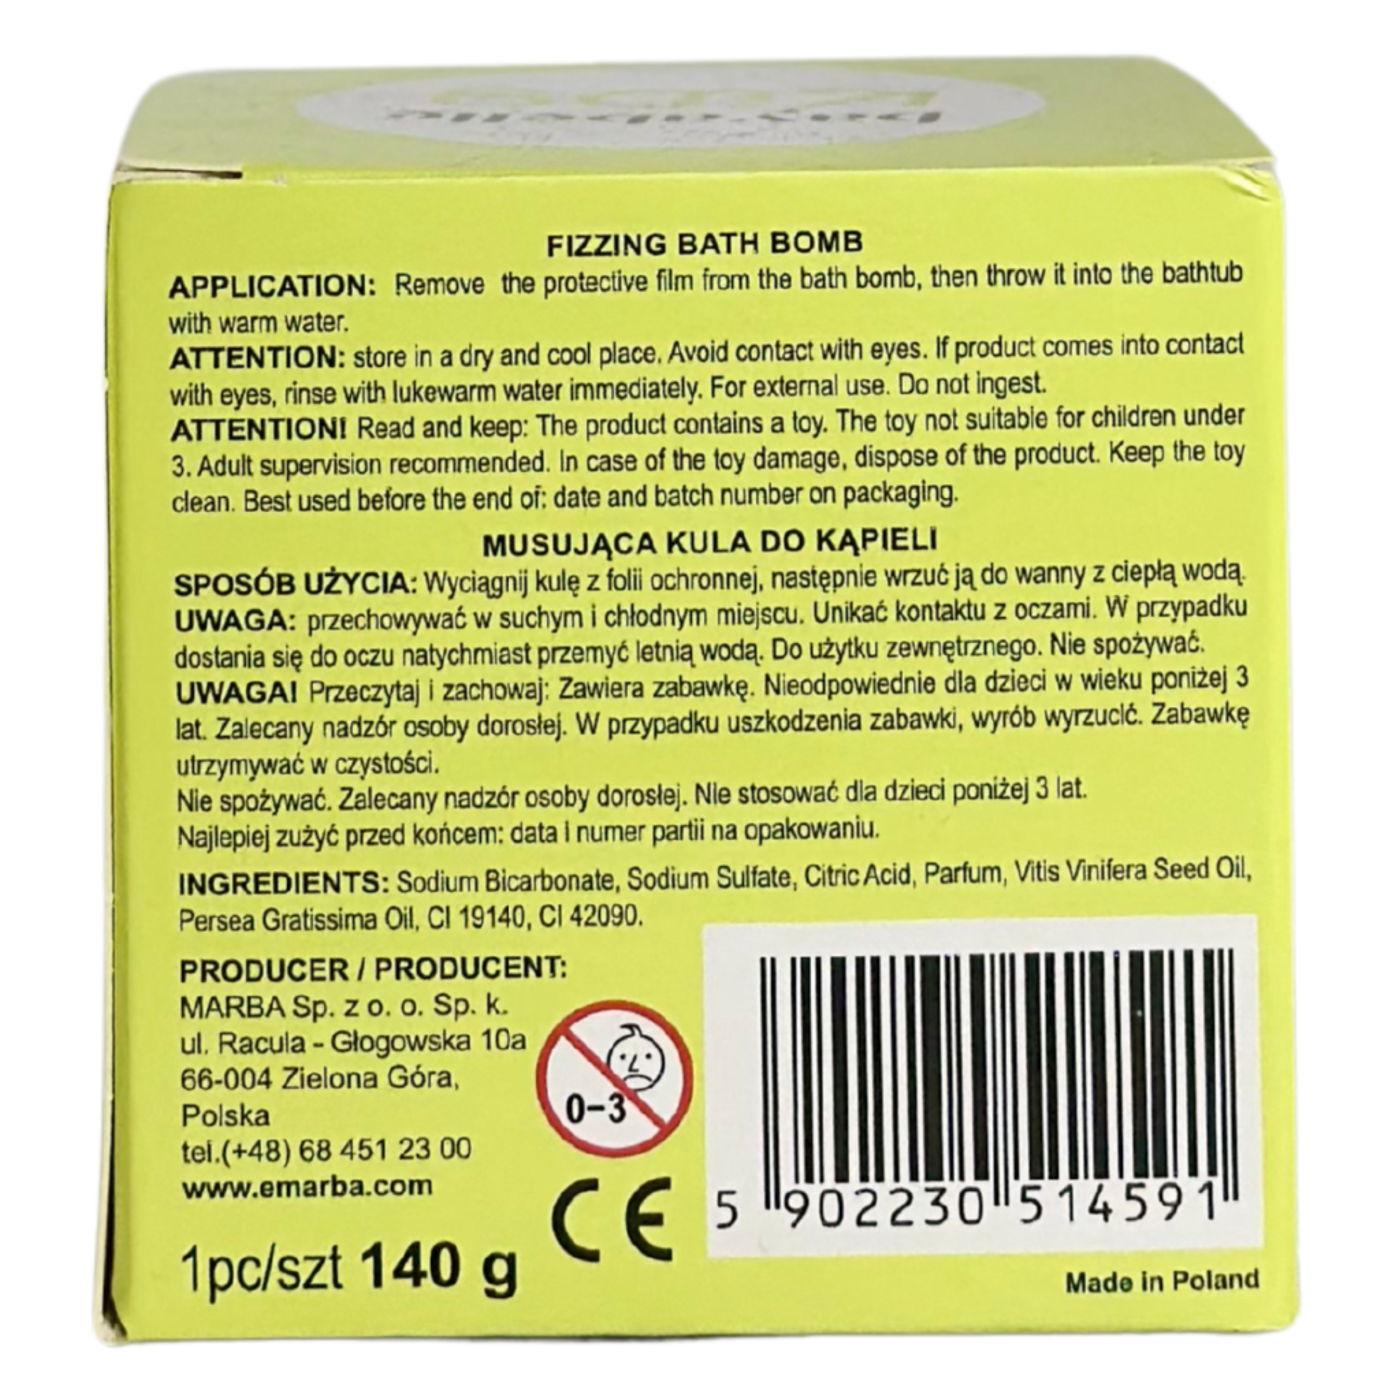 FIZZING BATH BOMB
APPLICATION: Remove the protective film from the bath bomb, then throw it into the bathtub
with warm water.
ATTENTION: store in a dry and cool place. Avoid contact with eyes. If product comes into contact
with eyes, rinse with lukewarm water immediately. For external use. Do not ingest.
ATTENTION! Read and keep: The product contains a toy. The toy not suitable for children under
3. Adult supervision recommended. In case of the toy damage, dispose of the product. Keep the toy
clean. Best used before the end of: date and batch number on packaging.
MUSUJĄCA KULA DO KĄPIELI
SPOSÓB UŻYCIA: Wyciągnij kulę z folii ochronnej, następnie wrzuć ją do wanny z ciepłą wodą.
UWAGA: przechowywać w suchym i chłodnym miejscu. Unikać kontaktu z oczami. W przypadku
dostania się do oczu natychmiast przemyć letnią wodą. Do użytku zewnętrznego. Nie spożywać.
UWAGA! Przeczytaj i zachowaj: Zawiera zabawkę. Nieodpowiednie dla dzieci w wieku poniżej 3
lat. Zalecany nadzór osoby dorosłej. W przypadku uszkodzenia zabawki, wyrób wyrzucić. Zabawkę
utrzymywać w czystości.
Nie spożywać. Zalecany nadzór osoby dorosłej. Nie stosować dla dzieci poniżej 3 lat.
Najlepiej zużyć przed końcem: data i numer partii na opakowaniu.
INGREDIENTS: Sodium Bicarbonate, Sodium Sulfate, Citric Acid, Parfum, Vitis Vinifera Seed Oil,
Persea Gratissima Oil, CI 19140, CI 42090.
PRODUCER / PRODUCENT:
MARBA Sp. z o. o. Sp. k.
ul. Racula - Głogowska 10a
66-004 Zielona Góra,
Polska
tel.(+48) 68 451 23 00
www.emarba.com
0-3
CE
1pc/szt 140 g
5 902230 514591
Made in Poland